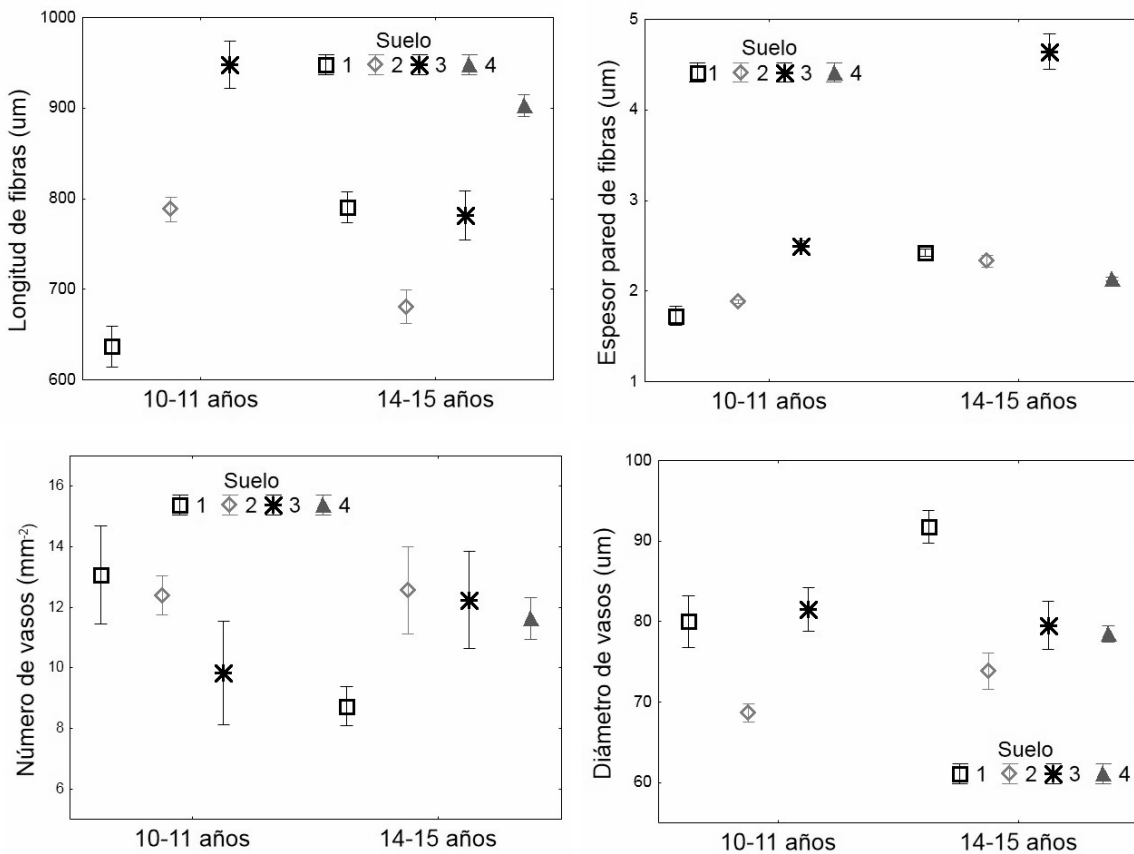 Longitud de fibras (um)
1000
900
800
700
600
Suelo
1 2 3 4
10-11 años 14-15 años
Espesor pared de fibras (um)
5
4
3
2
1
Suelo
1 2 3 4
10-11 años 14-15 años
Número de vasos (mm-2)
16
14
12
10
8
6
Suelo
1 2 3 4
10-11 años 14-15 años
Diámetro de vasos (um)
100
90
80
70
60
Suelo
1 2 3 4
10-11 años 14-15 años